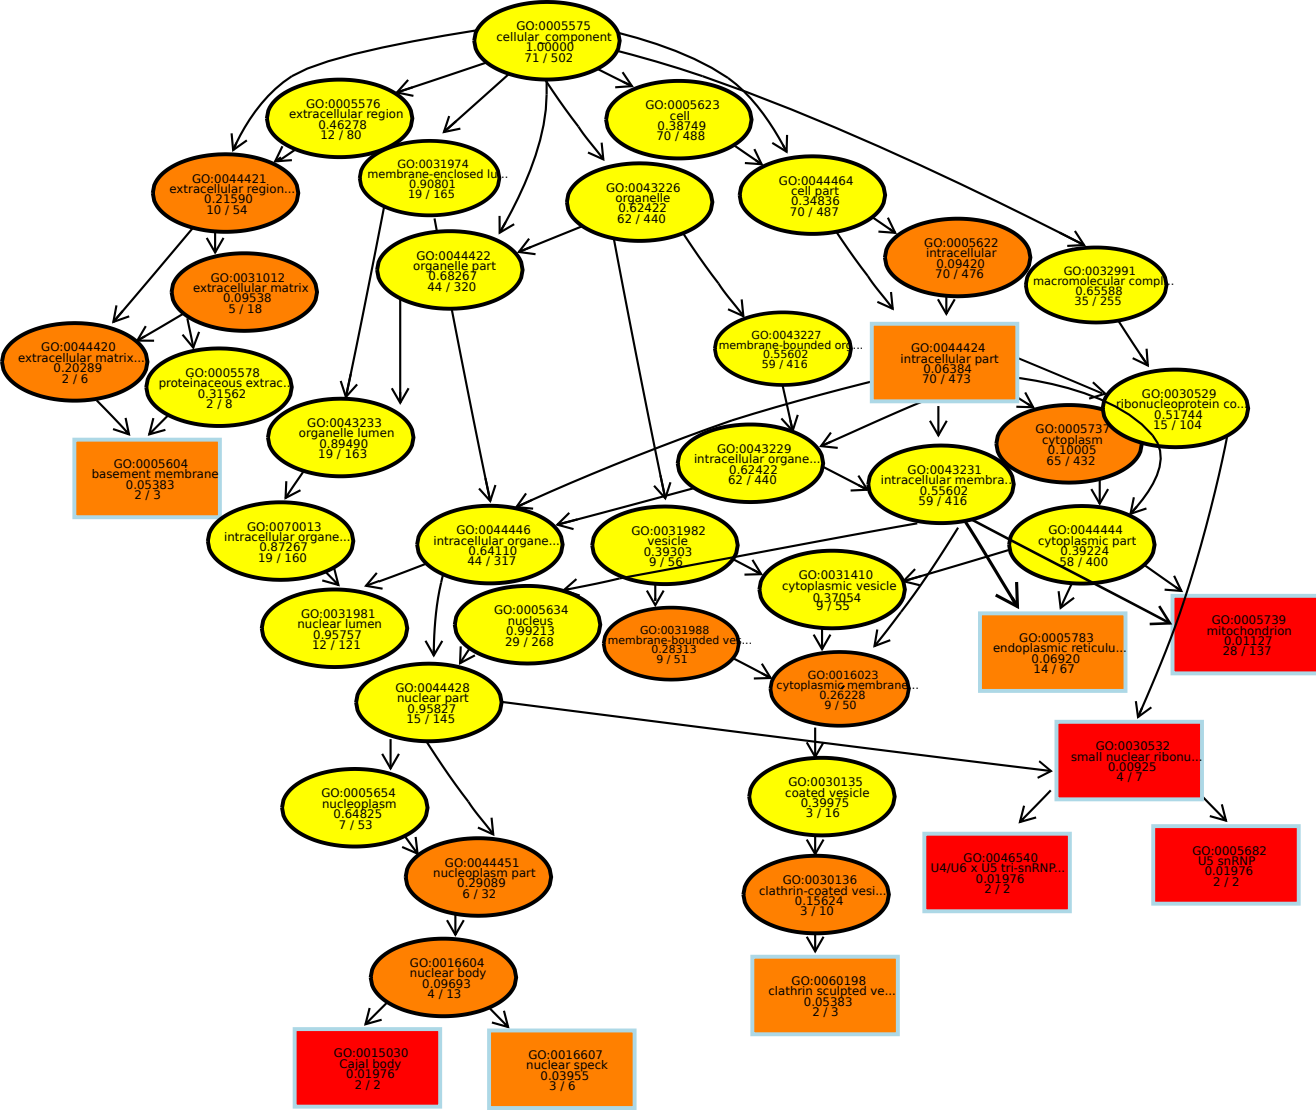 GO:0005575
cellular_component
1.00000
71 / 502
GO:0005576
extracellular region
0.46278
12 / 80
GO:0005623
cell
0.38749
70 / 488
GO:0044421
extracellular region...
0.21590
10 / 54
GO:0031974
membrane-enclosed lu...
0.90801
19 / 165
GO:0043226
organelle
0.62422
62 / 440
GO:0044464
cell part
0.34836
70 / 487
GO:0005622
intracellular
0.09420
70 / 476
GO:0044422
organelle part
0.68267
44 / 320
GO:0032991
macromolecular compl...
0.65588
35 / 255
GO:0031012
extracellular matrix
0.09538
5 / 18
GO:0044420
extracellular matrix...
0.20289
2 / 6
GO:0005578
proteinaceous extrac...
0.31562
2 / 8
GO:0043227
membrane-bounded org...
0.55602
59 / 416
GO:0044424
intracellular part
0.06384
70 / 473
GO:0030529
ribonucleoprotein co...
0.51744
15 / 104
GO:0043233
organelle lumen
0.89490
19 / 163
GO:0005737
cytoplasm
0.10005
65 / 432
GO:0005604
basement membrane
0.05383
2 / 3
GO:0043229
intracellular organe...
0.62422
62 / 440
GO:0043231
intracellular membra...
0.55602
59 / 416
GO:0070013
intracellular organe...
0.87267
19 / 160
GO:0044446
intracellular organe...
0.64110
44 / 317
GO:0031982
vesicle
0.39303
9 / 56
GO:0044444
cytoplasmic part
0.39224
58 / 400
GO:0031410
cytoplasmic vesicle
0.37054
9 / 55
GO:0031981
nuclear lumen
0.95757
12 / 121
GO:0005634
nucleus
0.99213
29 / 268
GO:0031988
membrane-bounded ves...
0.28313
9 / 51
GO:0005783
endoplasmic reticulu...
0.06920
14 / 67
GO:0005739
mitochondrion
0.01127
28 / 137
GO:0016023
cytoplasmic membrane...
0.26228
9 / 50
GO:0044428
nuclear part
0.95827
15 / 145
GO:0030532
small nuclear ribonu...
0.00925
4 / 7
GO:0005654
nucleoplasm
0.64825
7 / 53
GO:0030135
coated vesicle
0.39975
3 / 16
GO:0044451
nucleoplasm part
0.29089
6 / 32
GO:0030136
clathrin-coated vesi...
0.15624
3 / 10
GO:0046540
U4/U6 x U5 tri-snRNP...
0.01976
2 / 2
GO:0005682
U5 snRNP
0.01976
2 / 2
GO:0016604
nuclear body
0.09693
4 / 13
GO:0060198
clathrin sculpted ve...
0.05383
2 / 3
GO:0015030
Cajal body
0.01976
2 / 2
GO:0016607
nuclear speck
0.03955
3 / 6